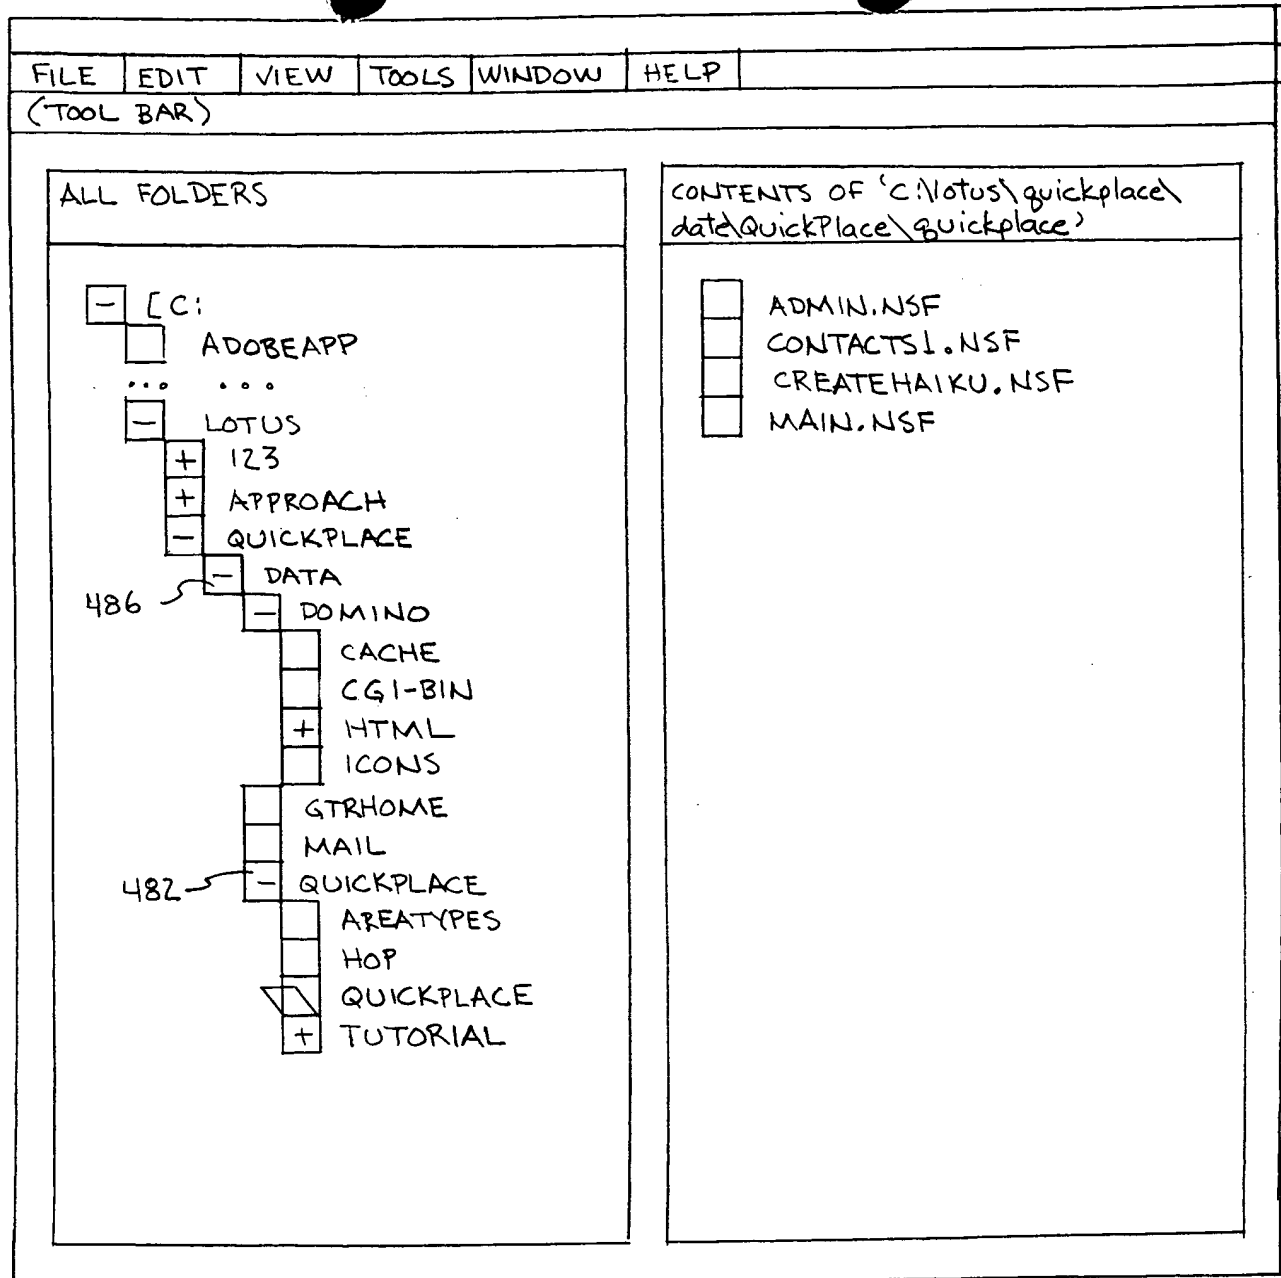 FILE EDIT VIEW TOOLS WINDOW HELP
(TOOL BAR)
ALL FOLDERS
- [C:
ADOBEAPP
... ...
- LOTUS
+ 123
+ APPROACH
- QUICKPLACE
- DATA
486
- DOMINO
CACHE
CGI-BIN
+ HTML
ICONS
GTRHOME
MAIL
482 - QUICKPLACE
AREATYPES
HOP
QUICKPLACE
+ TUTORIAL
CONTENTS OF 'C:\lotus\quickplace\
date\QuickPlace\quickplace'
ADMIN.NSF
CONTACTS1.NSF
CREATEHAIKU.NSF
MAIN.NSF